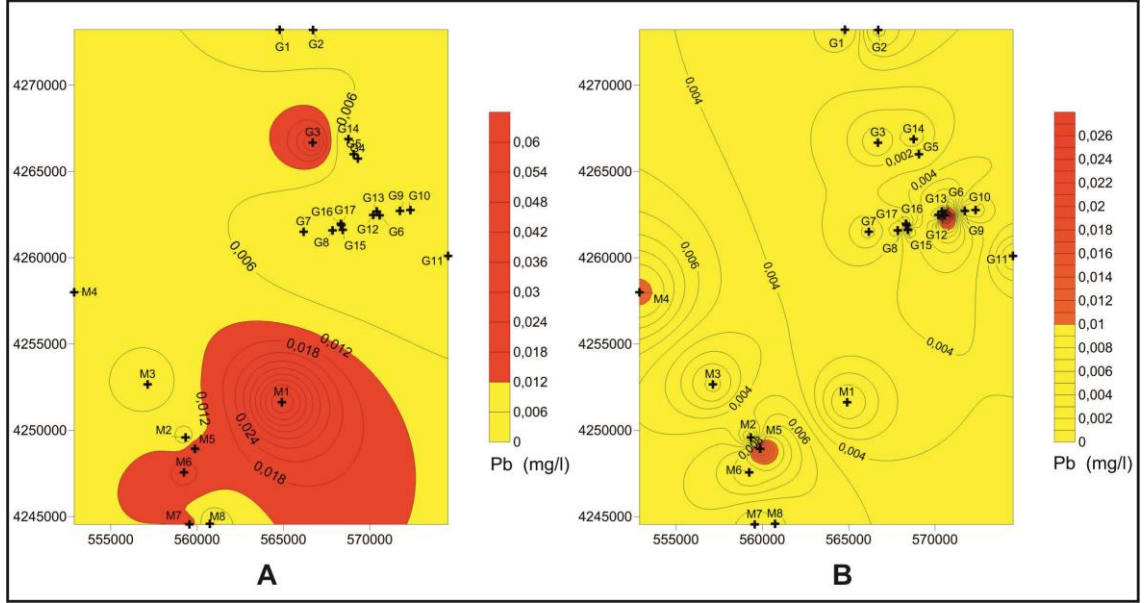 G1 G2
4270000
0,006
G3
G14
G5
G4
4265000
G13 G9 G10
G16 G17
G7 G12
G8 G15 G6
4260000
0,006
G11
M4
4255000
0,012
0,018
M3
M1
0,012
0,024
M2
4250000
M5
M6
0,018
M7 M8
4245000
555000 560000 565000 570000
0,06
0,054
0,048
0,042
0,036
0,03
0,024
0,018
0,012
0,006
0
Pb (mg/l)
A
G1 G2
4270000
0,004
G3 G14
G5
0,002
4265000
0,004
G13 G6 G10
G17 G16
G7 G12 G9
G8 G15
4260000
G11
0,006
0,004
M4
4255000
0,004
M3
M1
0,004
M2 M5
4250000
0,006
0,004
M6
M7 M8
4245000
555000 560000 565000 570000
0,026
0,024
0,022
0,02
0,018
0,016
0,014
0,012
0,01
0,008
0,006
0,004
0,002
0
Pb (mg/l)
B